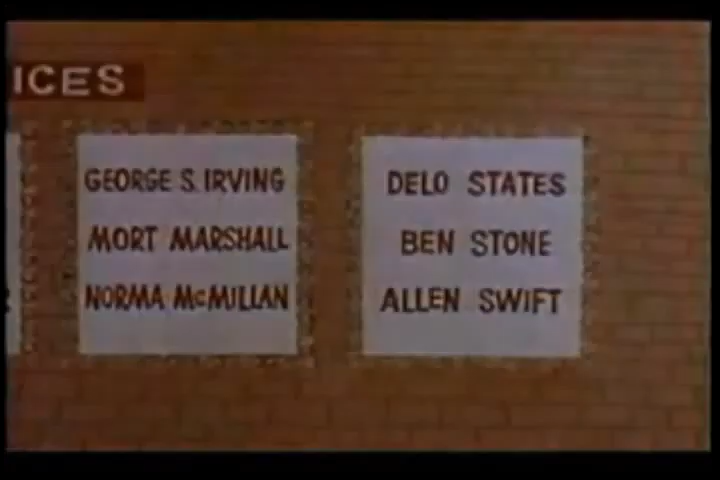 ICES
GEORGE S. IRVING
MORT MARSHALL
NORMA McMILLAN
DELO STATES
BEN STONE
ALLEN SWIFT